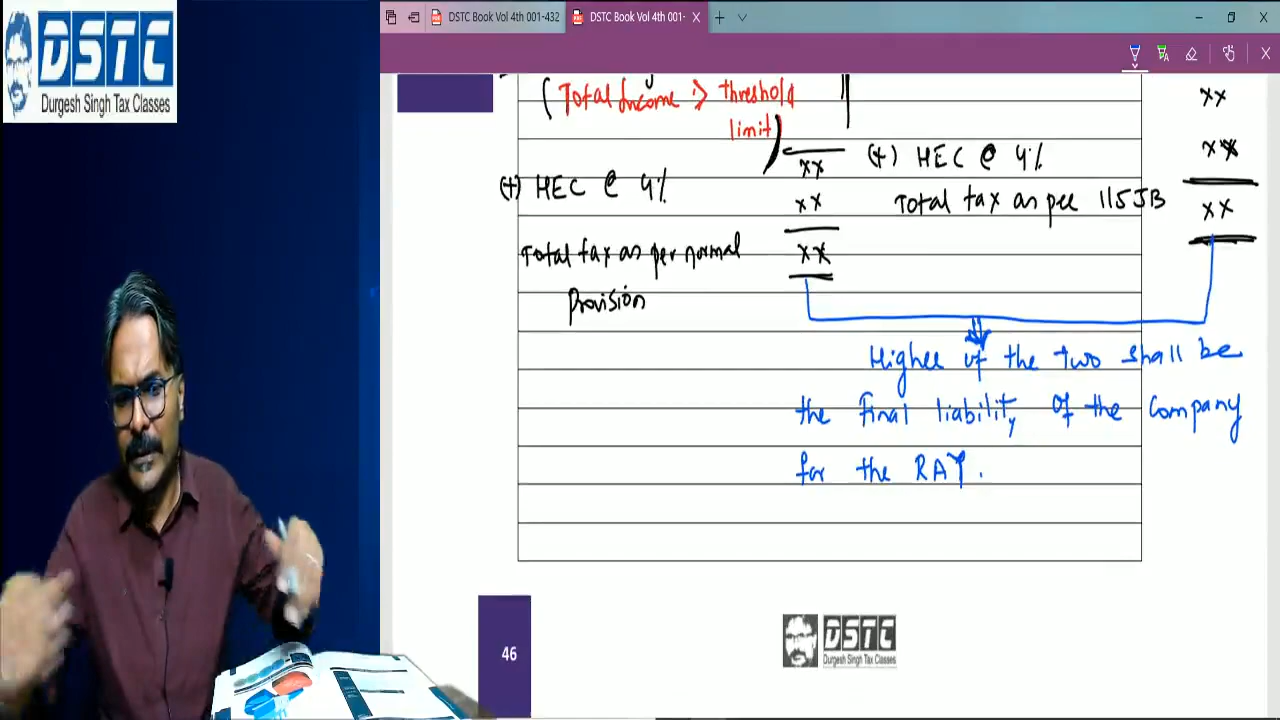 DSTC
Durgesh Singh Tax Classes
DSTC Book Vol 4th 001-432
DSTC Book Vol 4th 001-
(Total Income > threshold
limit)
xx
xx
(+) HEC @ 4%
xx
xx
Total tax as per normal
Provision
xx
(+) HEC @ 4%
xx
Total tax as per 115JB
xx
Higher of the two shall be
the Final liability of the Company
for the RAY.
46
DSTC
Durgesh Singh Tax Classes